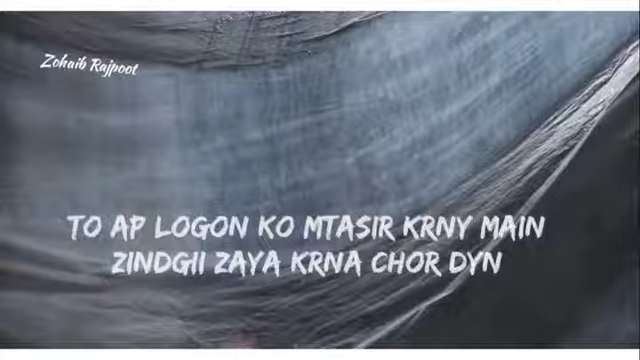 Zohaib Rajpoot
TO AP LOGON KO MTASIR KRNY MAIN
ZINDGII ZAYA KRNA CHOR DYN